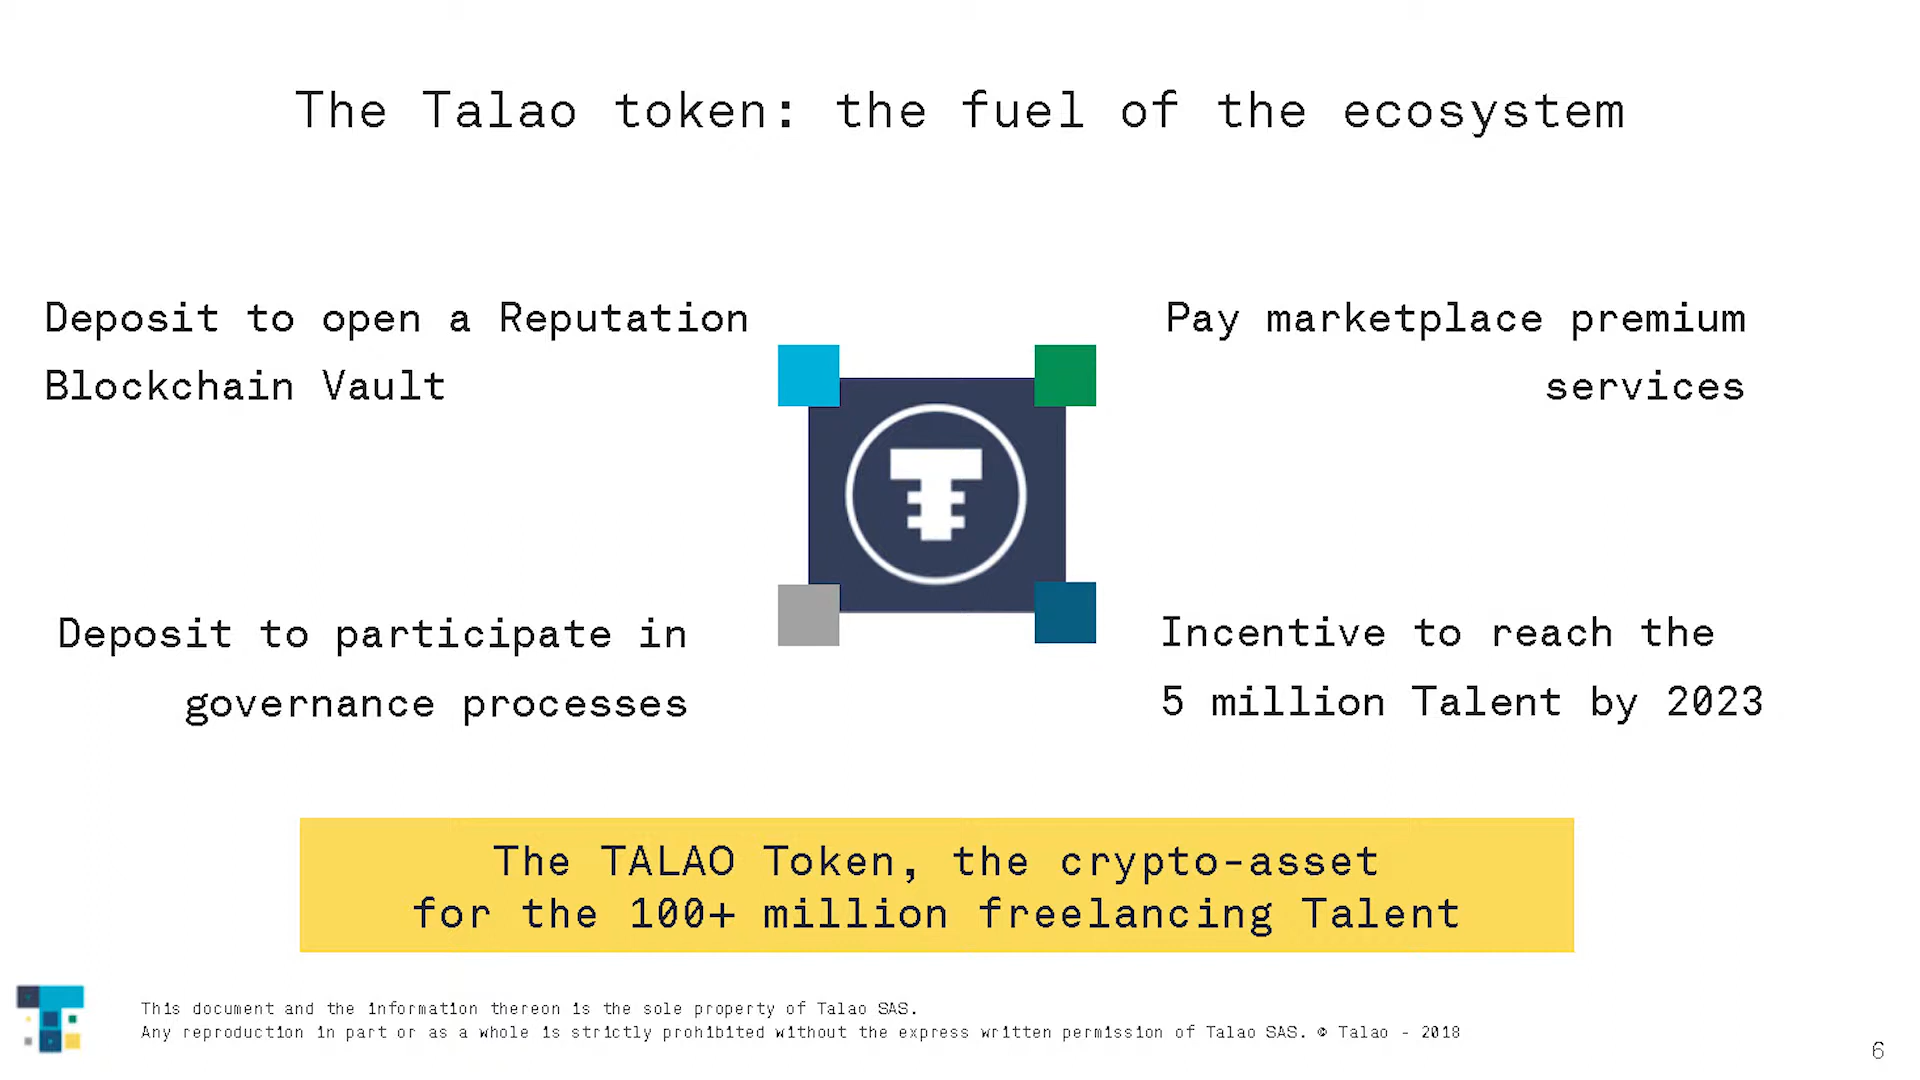 The Talao token: the fuel of the ecosystem
Deposit to open a Reputation
Blockchain Vault
Pay marketplace premium
services
Deposit to participate in
governance processes
Incentive to reach the
5 million Talent by 2023
The TALAO Token, the crypto-asset
for the 100+ million freelancing Talent
This document and the information thereon is the sole property of Talao SAS.
Any reproduction in part or as a whole is strictly prohibited without the express written permission of Talao SAS. © Talao - 2018
6